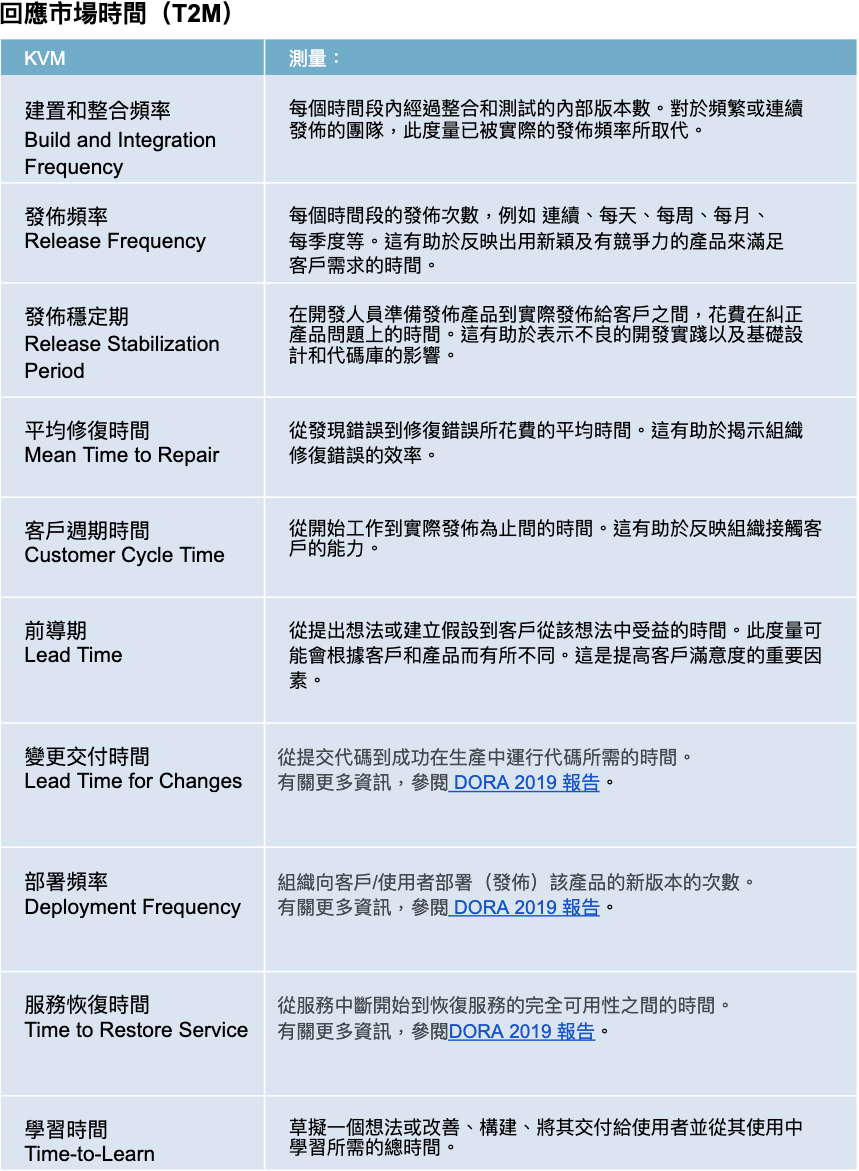 回應市場時間（T2M）
KVM
測量：
建置和整合頻率
Build and Integration
Frequency
每個時間段內經過整合和測試的內部版本數。對於頻繁或連續
發佈的團隊，此度量已被實際的發佈頻率所取代。
發佈頻率
Release Frequency
每個時間段的發佈次數，例如 連續、每天、每周、每月、
每季度等。這有助於反映出用新穎及有競爭力的產品來滿足
客戶需求的時間。
發佈穩定期
Release Stabilization
Period
在開發人員準備發佈產品到實際發佈給客戶之間，花費在糾正
產品問題上的時間。這有助於表示不良的開發實踐以及基礎設
計和代碼庫的影響。
平均修復時間
Mean Time to Repair
從發現錯誤到修復錯誤所花費的平均時間。這有助於揭示組織
修復錯誤的效率。
客戶週期時間
Customer Cycle Time
從開始工作到實際發佈為止間的時間。這有助於反映組織接觸客
戶的能力。
前導期
Lead Time
從提出想法或建立假設到客戶從該想法中受益的時間。此度量可
能會根據客戶和產品而有所不同。這是提高客戶滿意度的重要因
素。
變更交付時間
Lead Time for Changes
從提交代碼到成功在生產中運行代碼所需的時間。
有關更多資訊，參閱 DORA 2019 報告。
部署頻率
Deployment Frequency
組織向客戶/使用者部署（發佈）該產品的新版本的次數。
有關更多資訊，參閱 DORA 2019 報告。
服務恢復時間
Time to Restore Service
從服務中斷開始到恢復服務的完全可用性之間的時間。
有關更多資訊，參閱DORA 2019 報告。
學習時間
Time-to-Learn
草擬一個想法或改善、構建、將其交付給使用者並從其使用中
學習所需的總時間。